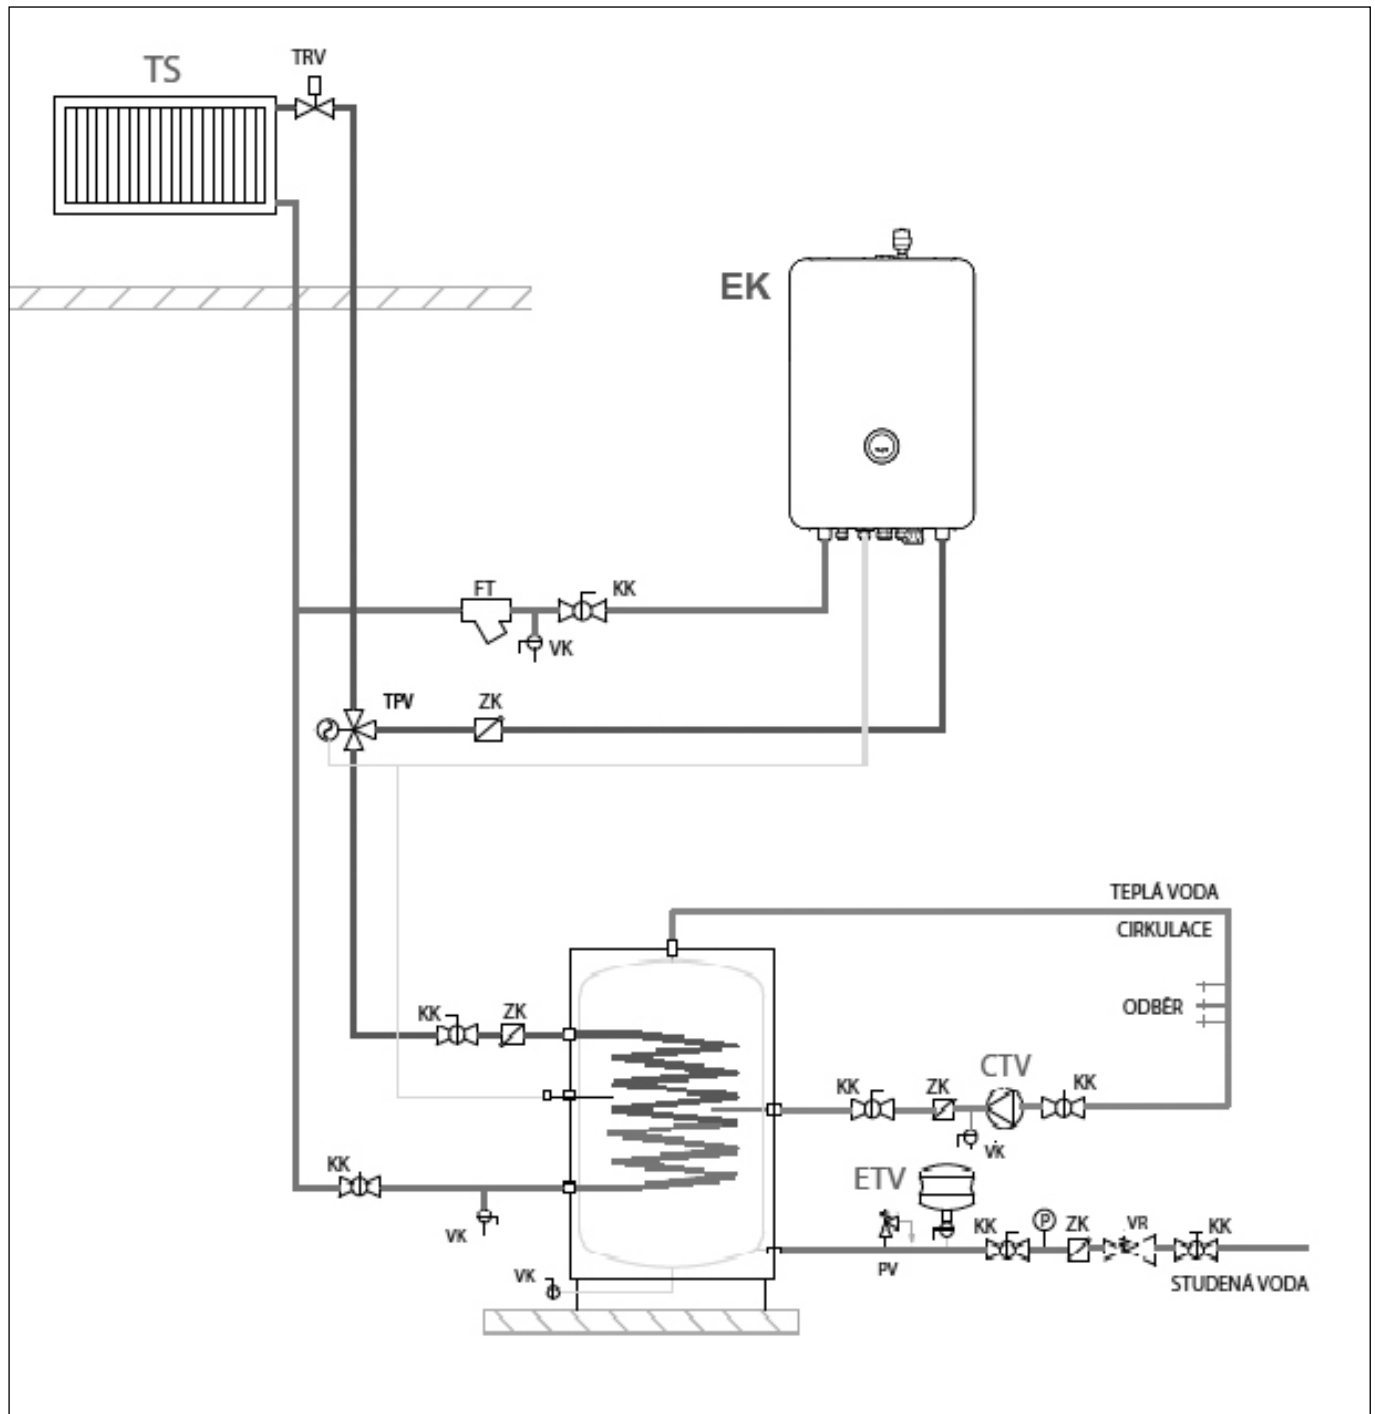 TRV
TS
EK
FT
KK
VK
TPV
ZK
TEPLÁ VODA
CIRKULACE
ODBĚR
KK
ZK
CTV
KK
ZK
KK
VK
KK
ETV
VK
KK
P
ZK
VR
KK
PV
VK
STUDENÁ VODA